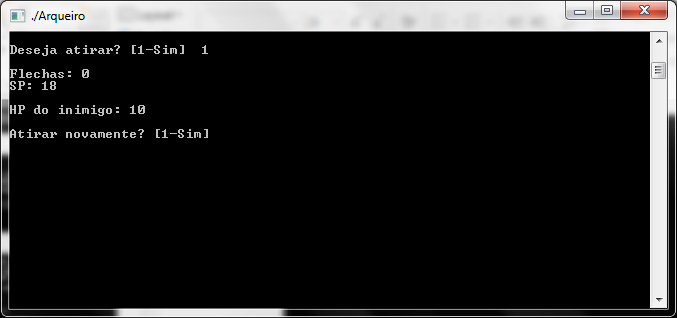 ./Arqueiro
Deseja atirar? [1-Sim]  1
Flechas: 0
SP: 18
HP do inimigo: 10
Atirar novamente? [1-Sim]